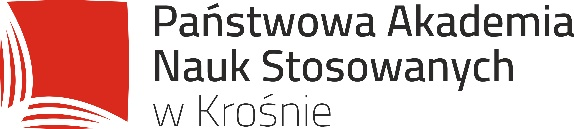 Państwowa Akademia
Nauk Stosowanych
w Krośnie